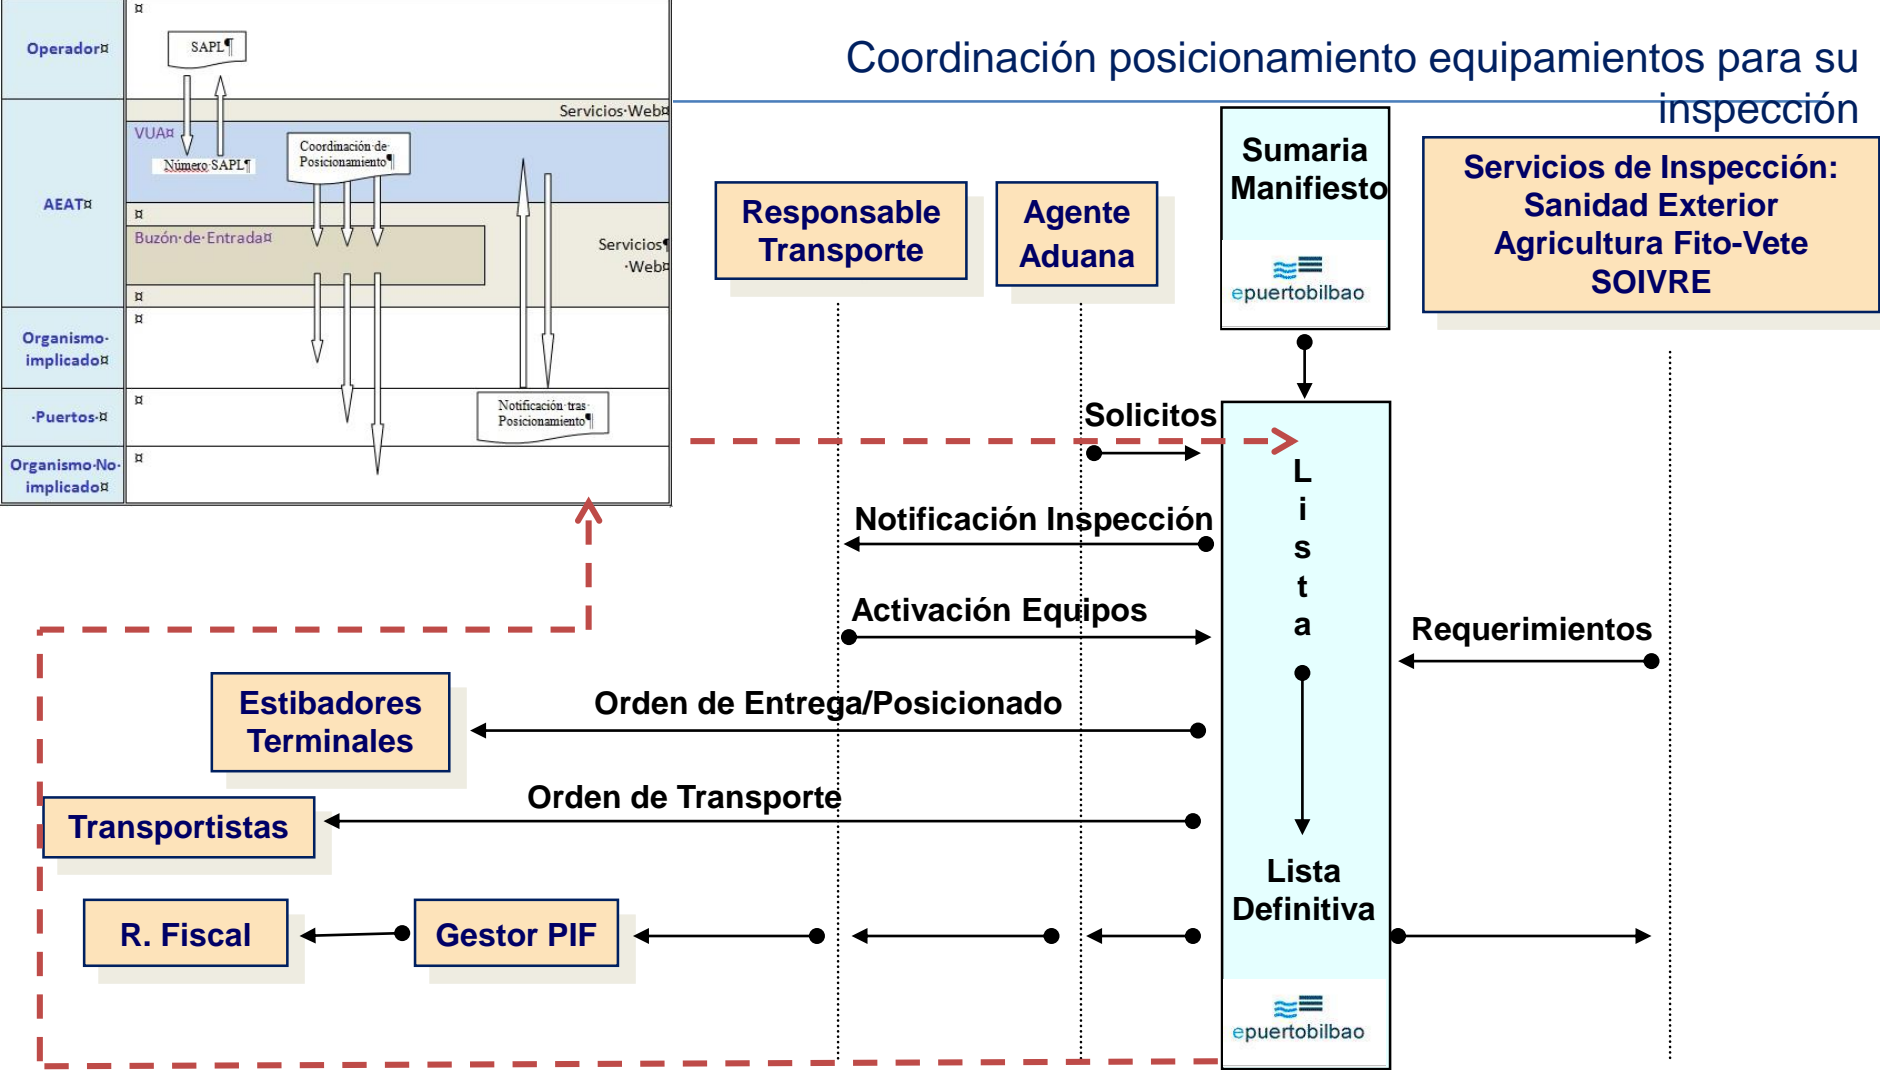 Operador¤
¤
SAPL¶
Coordinación posicionamiento equipamientos para su
inspección
AEAT¤
Servicios·Web¤
VUA¤
Número·SAPL¶
Coordinación·de·
Posicionamiento¶
¤
Buzón·de·Entrada¤
Servicios¶
·Web¤
¤
Organismo·
implicado¤
¤
·Puertos·¤
¤
Notificación·tras·
Posicionamiento¶
Organismo·No·
implicado¤
¤
Responsable
Transporte
Agente
Aduana
Sumaria
Manifiesto
epuertobilbao
Servicios de Inspección:
Sanidad Exterior
Agricultura Fito-Vete
SOIVRE
Solicitos
L
i
s
t
a
Notificación Inspección
Activación Equipos
Requerimientos
Estibadores
Terminales
Orden de Entrega/Posicionado
Transportistas
Orden de Transporte
Lista
Definitiva
R. Fiscal
Gestor PIF
epuertobilbao